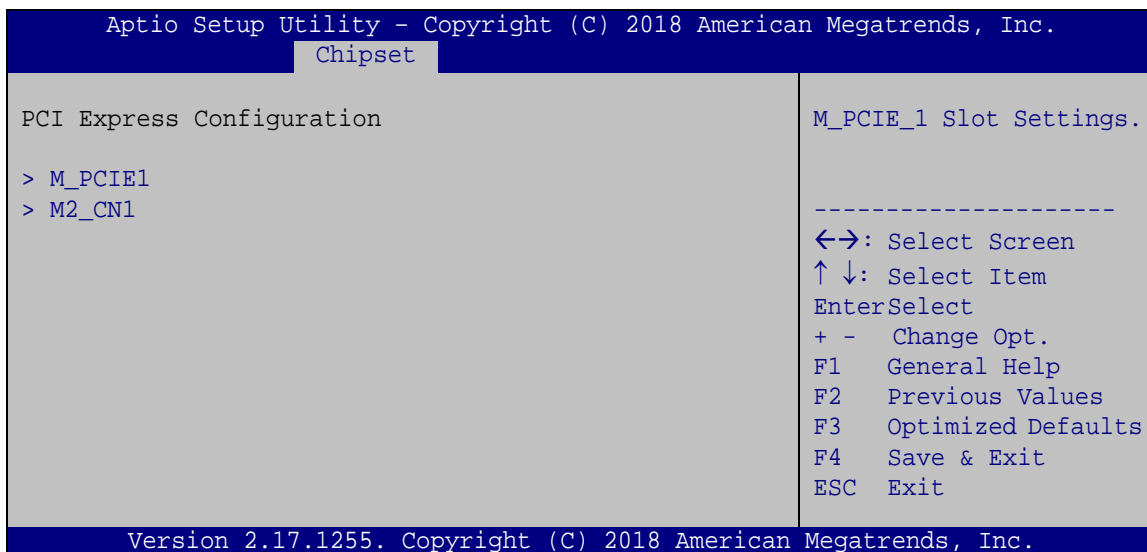 Aptio Setup Utility – Copyright (C) 2018 American Megatrends, Inc.
Chipset
PCI Express Configuration
> M_PCIE1
> M2_CN1
M_PCIE_1 Slot Settings.
---------------------
←→: Select Screen
↑ ↓: Select Item
EnterSelect
+ - Change Opt.
F1 General Help
F2 Previous Values
F3 Optimized Defaults
F4 Save & Exit
ESC Exit
Version 2.17.1255. Copyright (C) 2018 American Megatrends, Inc.